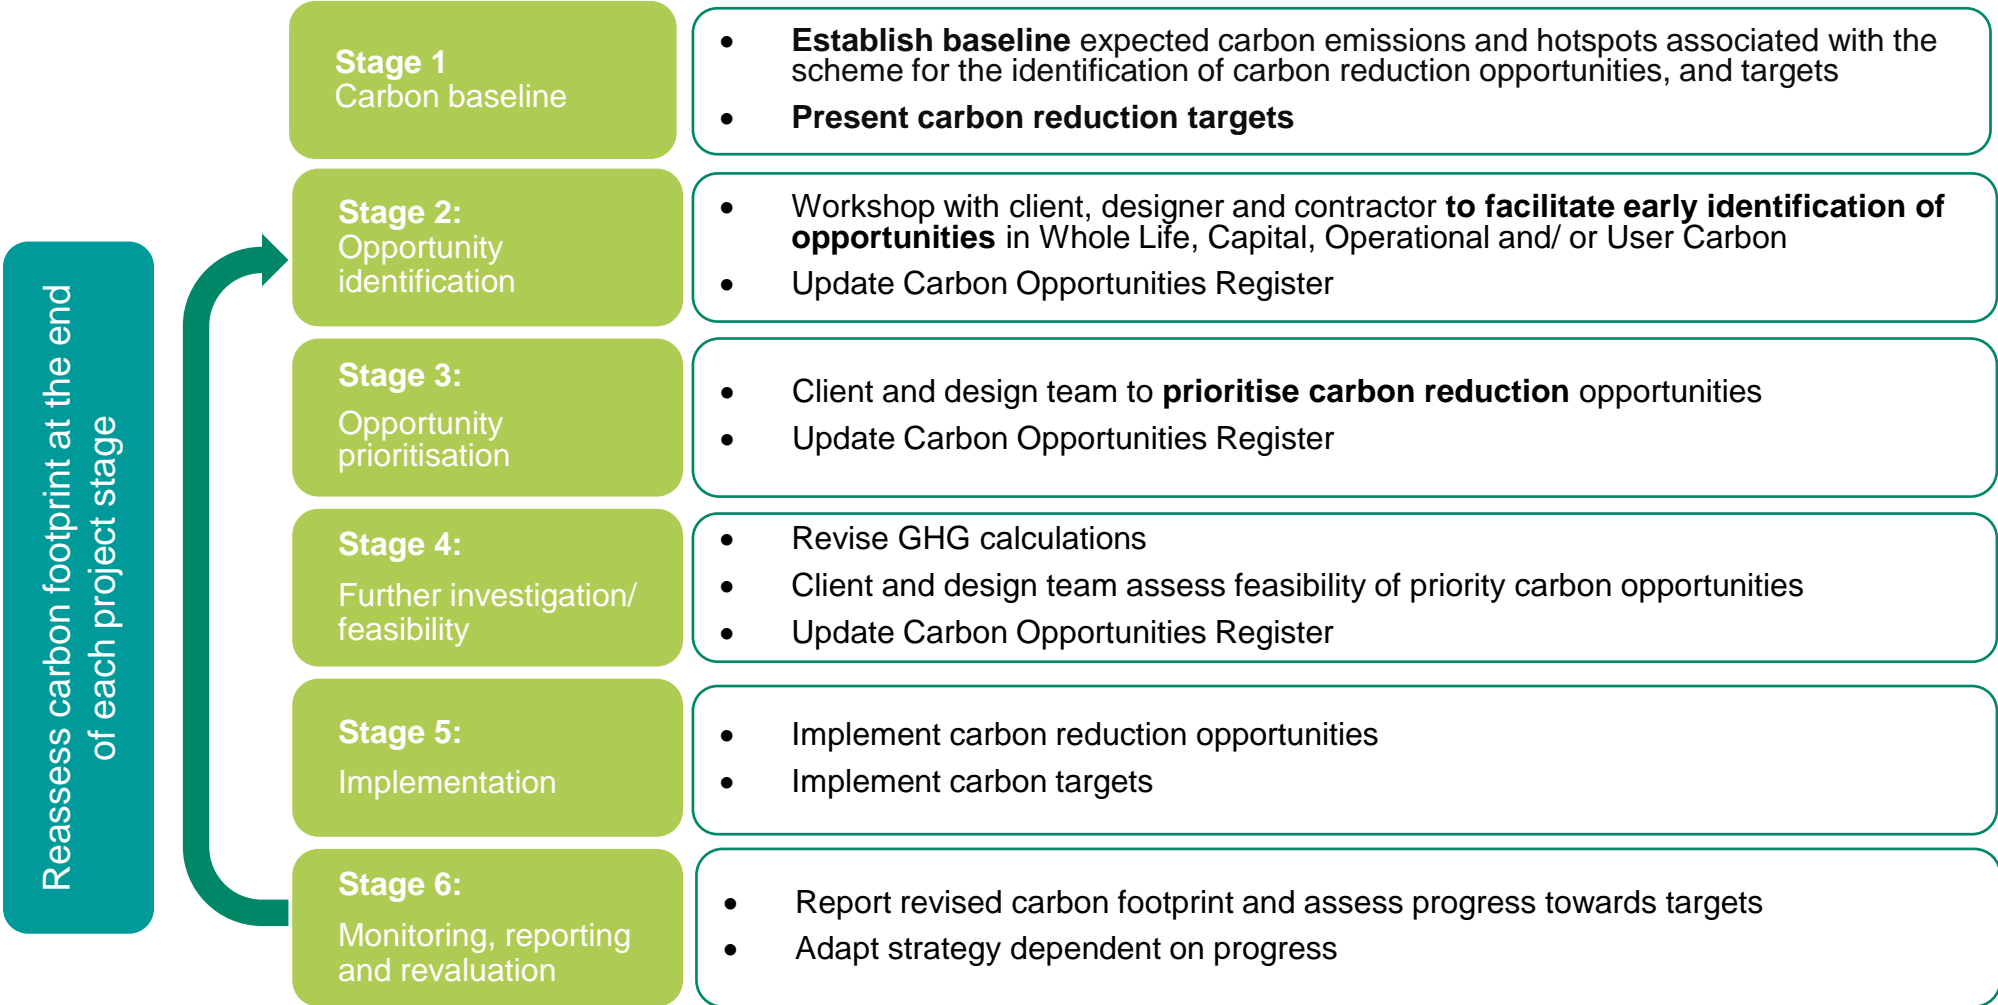 Reassess carbon footprint at the end
of each project stage
Stage 1
Carbon baseline
• Establish baseline expected carbon emissions and hotspots associated with the
scheme for the identification of carbon reduction opportunities, and targets
• Present carbon reduction targets
Stage 2:
Opportunity
identification
• Workshop with client, designer and contractor to facilitate early identification of
opportunities in Whole Life, Capital, Operational and/ or User Carbon
• Update Carbon Opportunities Register
Stage 3:
Opportunity
prioritisation
• Client and design team to prioritise carbon reduction opportunities
• Update Carbon Opportunities Register
Stage 4:
Further investigation/
feasibility
• Revise GHG calculations
• Client and design team assess feasibility of priority carbon opportunities
• Update Carbon Opportunities Register
Stage 5:
Implementation
• Implement carbon reduction opportunities
• Implement carbon targets
Stage 6:
Monitoring, reporting
and revaluation
• Report revised carbon footprint and assess progress towards targets
• Adapt strategy dependent on progress